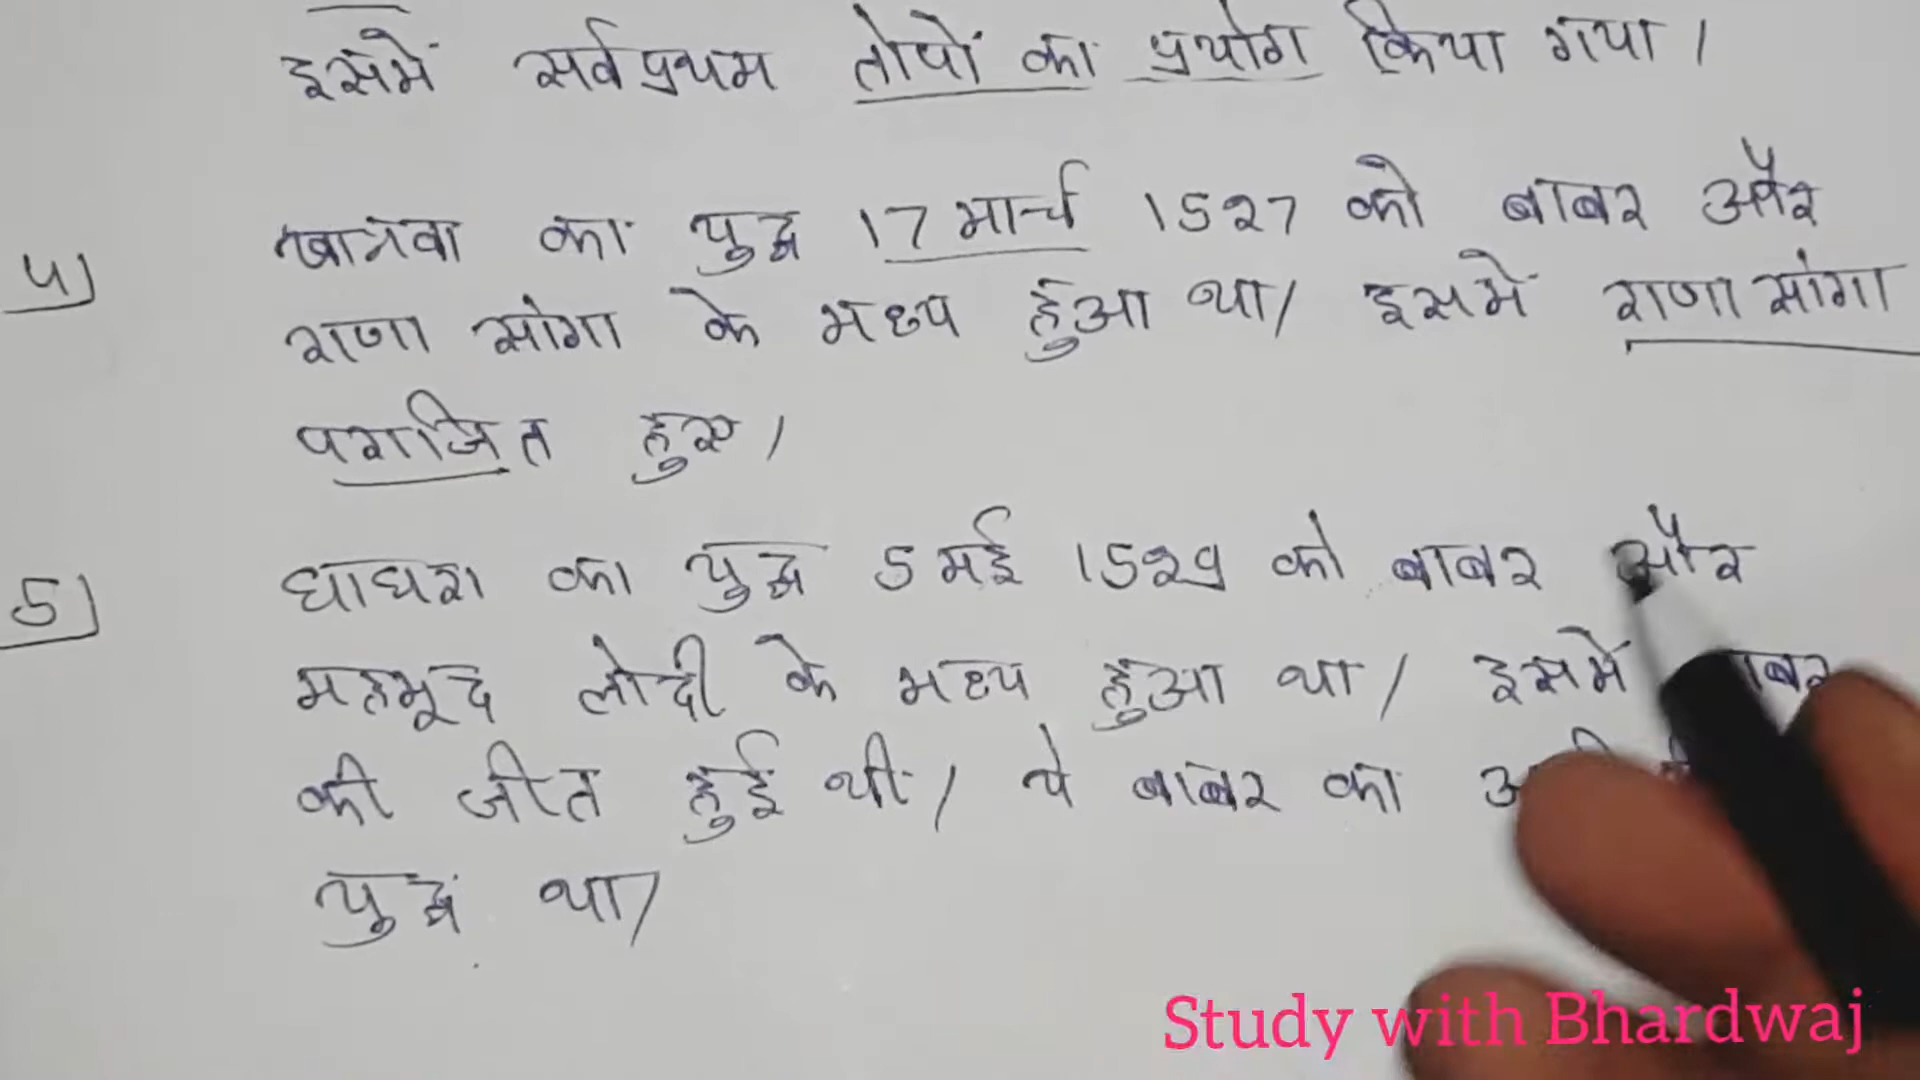 इसमें सर्वप्रथम तोपों का प्रयोग किया गया।
4) खानवा का युद्ध 17 मार्च 1527 को बाबर और
राणा सांगा के मध्य हुआ था। इसमें राणा सांगा
पराजित हुए।
5) घाघरा का युद्ध 5 मई 1529 को बाबर और
महमूद लोदी के मध्य हुआ था। इसमें
की जीत हुई थी। ये बाबर का
युद्ध था।
Study with Bhardwaj